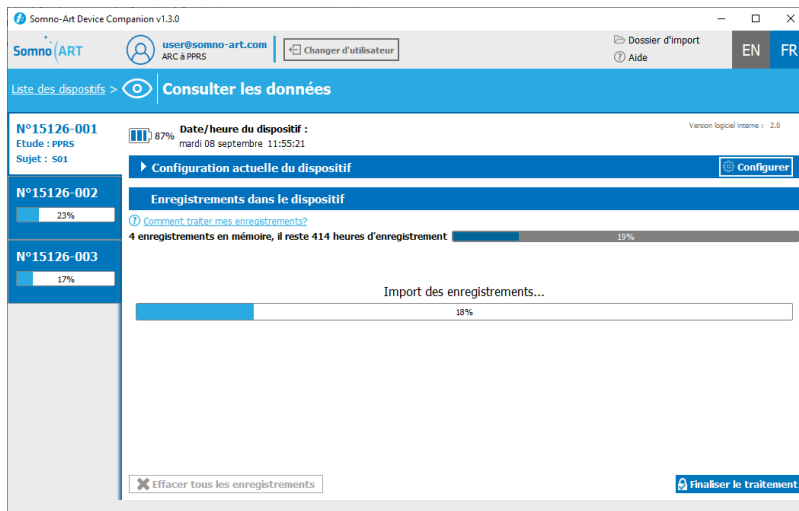 Somno-Art Device Companion v1.3.0
Somno ART
user@somno-art.com
ARC à PPRS
Changer d'utilisateur
Dossier d'import
Aide
EN
FR
Liste des dispositifs >
Consulter les données
N°15126-001
Etude : PPRS
Sujet : S01
87%
Date/heure du dispositif :
mardi 08 septembre 11:55:21
Version logiciel interne : 2.0
Configuration actuelle du dispositif
Configurer
N°15126-002
23%
Enregistrements dans le dispositif
Comment traiter mes enregistrements?
4 enregistrements en mémoire, il reste 414 heures d'enregistrement
19%
N°15126-003
17%
Import des enregistrements...
18%
Effacer tous les enregistrements
Finaliser le traitement